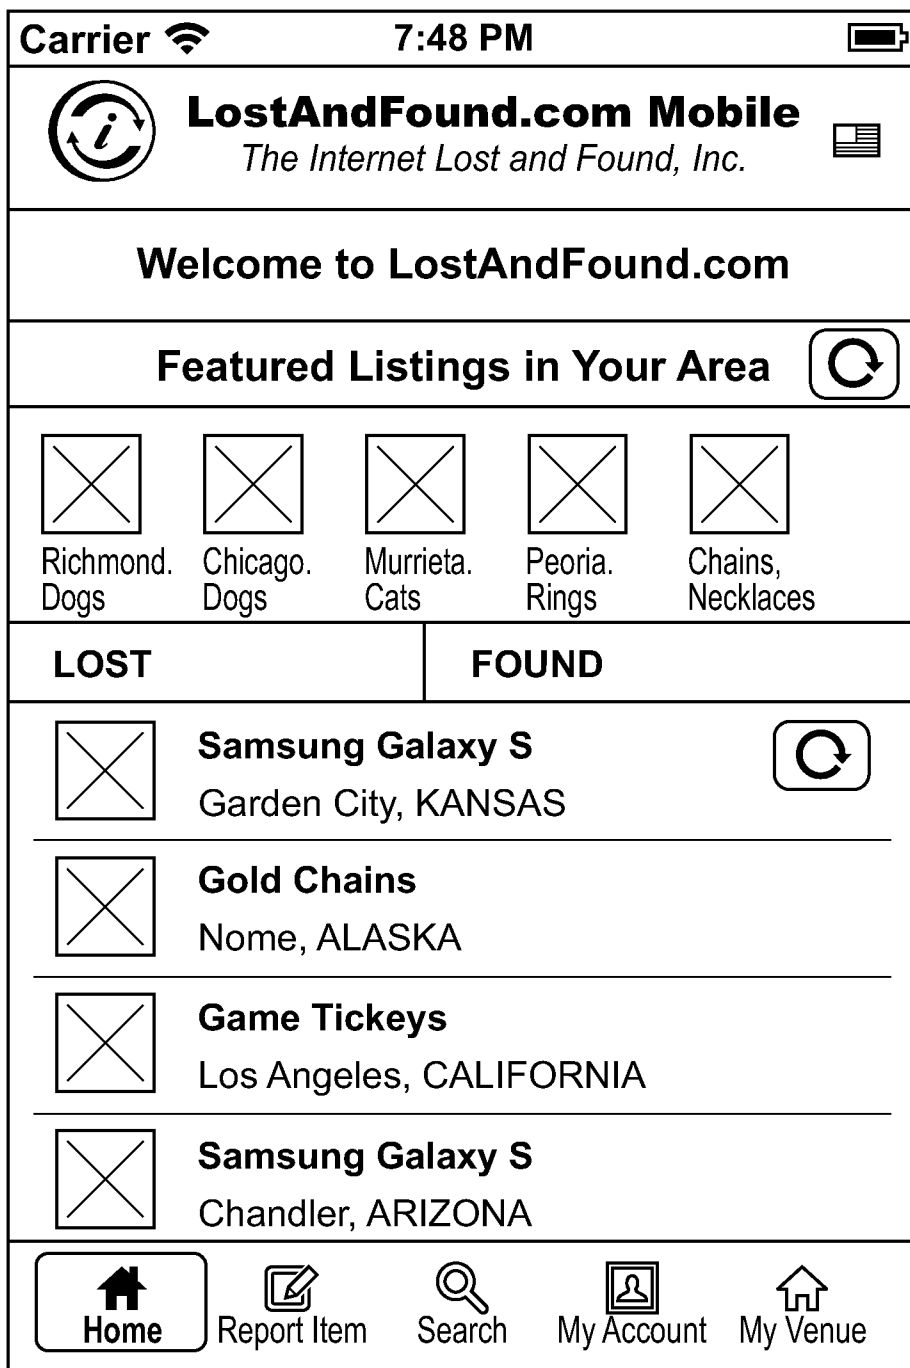 Carrier 7:48 PM
i
LostAndFound.com Mobile
The Internet Lost and Found, Inc.
Welcome to LostAndFound.com
Featured Listings in Your Area
Richmond. Dogs
Chicago. Dogs
Murrieta. Cats
Peoria. Rings
Chains, Necklaces
LOST FOUND
Samsung Galaxy S
Garden City, KANSAS
Gold Chains
Nome, ALASKA
Game Tickeys
Los Angeles, CALIFORNIA
Samsung Galaxy S
Chandler, ARIZONA
Home Report Item Search My Account My Venue